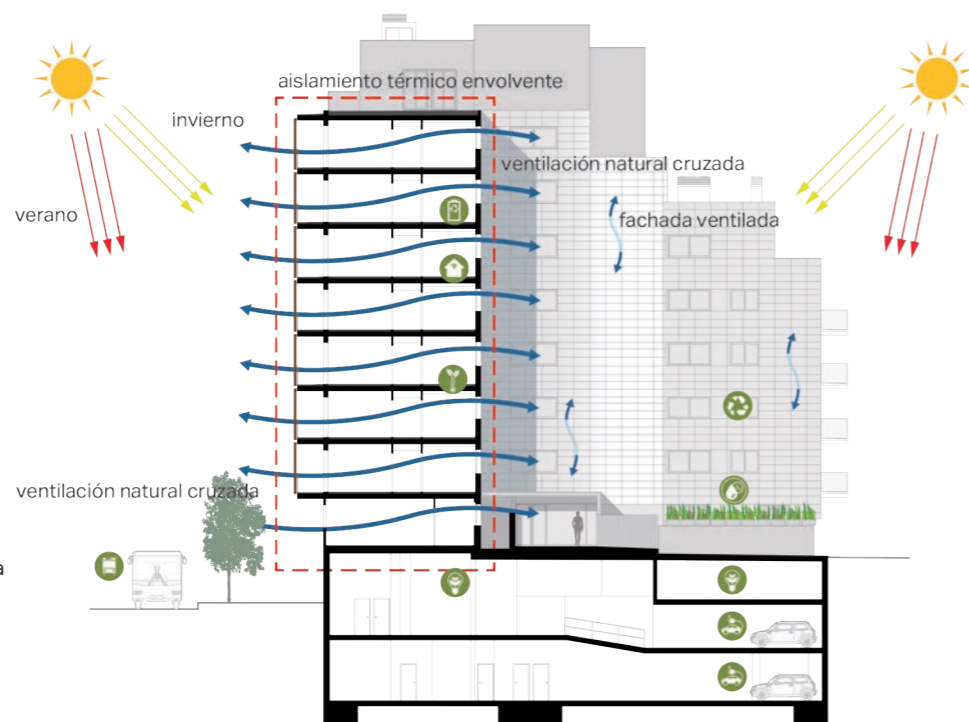 aislamiento térmico envolvente
invierno
ventilación natural cruzada
verano
fachada ventilada
ventilación natural cruzada
a